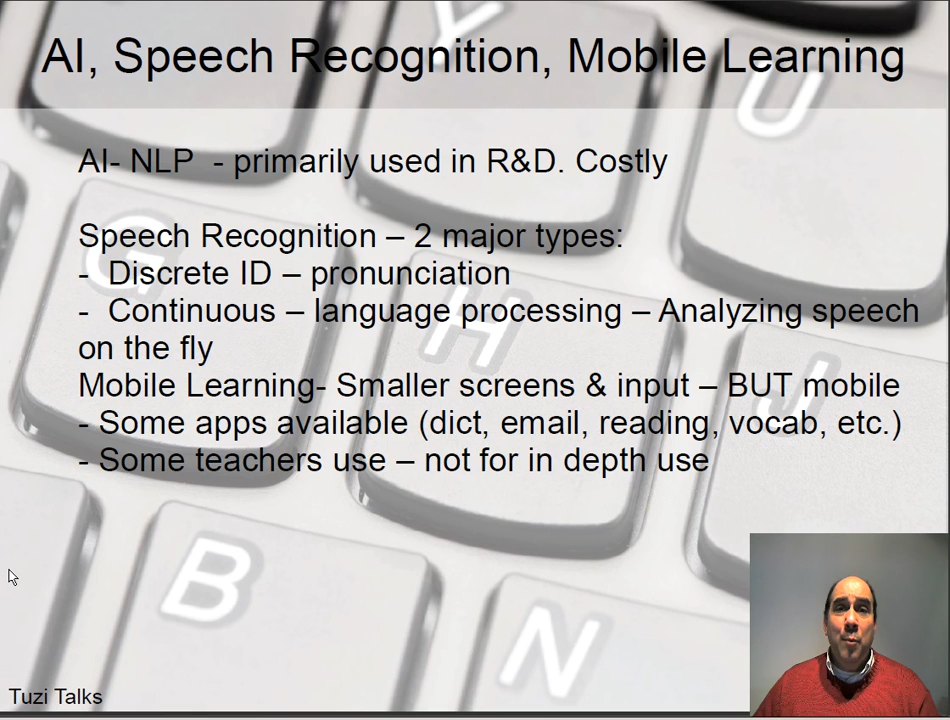 AI, Speech Recognition, Mobile Learning
AI- NLP - primarily used in R&D. Costly
Speech Recognition – 2 major types:
- Discrete ID – pronunciation
- Continuous – language processing – Analyzing speech
on the fly
Mobile Learning- Smaller screens & input – BUT mobile
- Some apps available (dict, email, reading, vocab, etc.)
- Some teachers use – not for in depth use
Y
U
G
H
J
B
N
Tuzi Talks